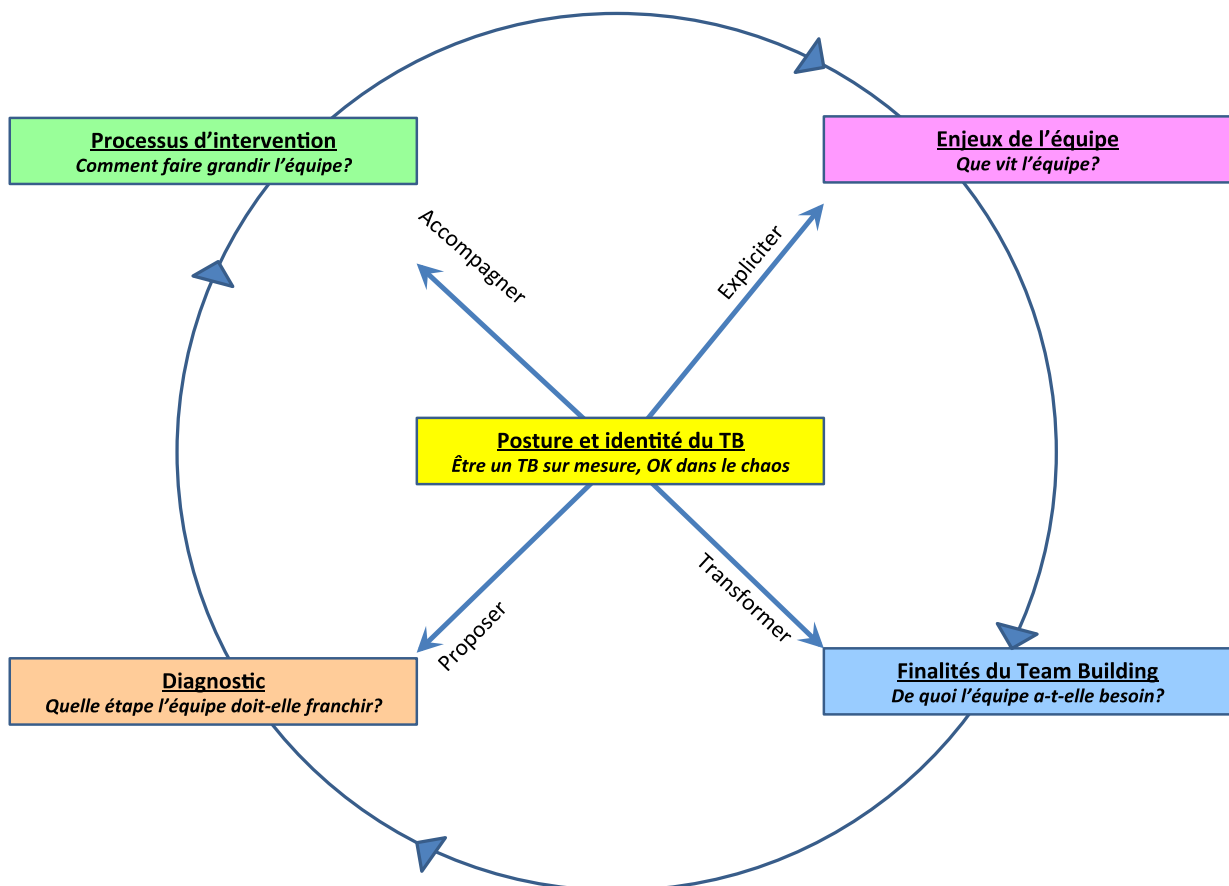 Processus d’intervention
Comment faire grandir l’équipe?
Enjeux de l’équipe
Que vit l’équipe?
Accompagner
Expliciter
Posture et identité du TB
Être un TB sur mesure, OK dans le chaos
Proposer
Transformer
Diagnostic
Quelle étape l’équipe doit-elle franchir?
Finalités du Team Building
De quoi l’équipe a-t-elle besoin?